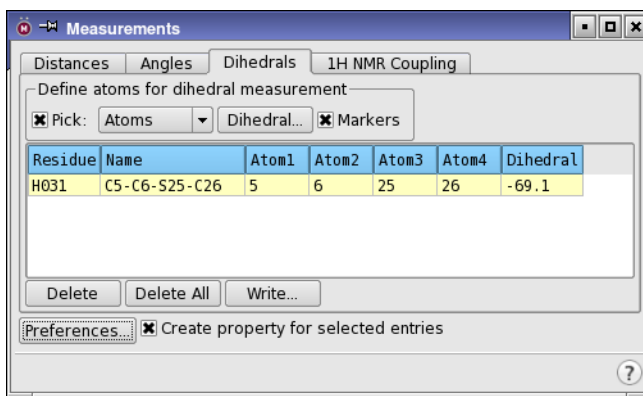 Measurements
Distances Angles Dihedrals 1H NMR Coupling
Define atoms for dihedral measurement
Pick: Atoms Dihedral... Markers
Residue Name Atom1 Atom2 Atom3 Atom4 Dihedral
H031 C5-C6-S25-C26 5 6 25 26 -69.1
Delete Delete All Write...
Preferences... Create property for selected entries
?